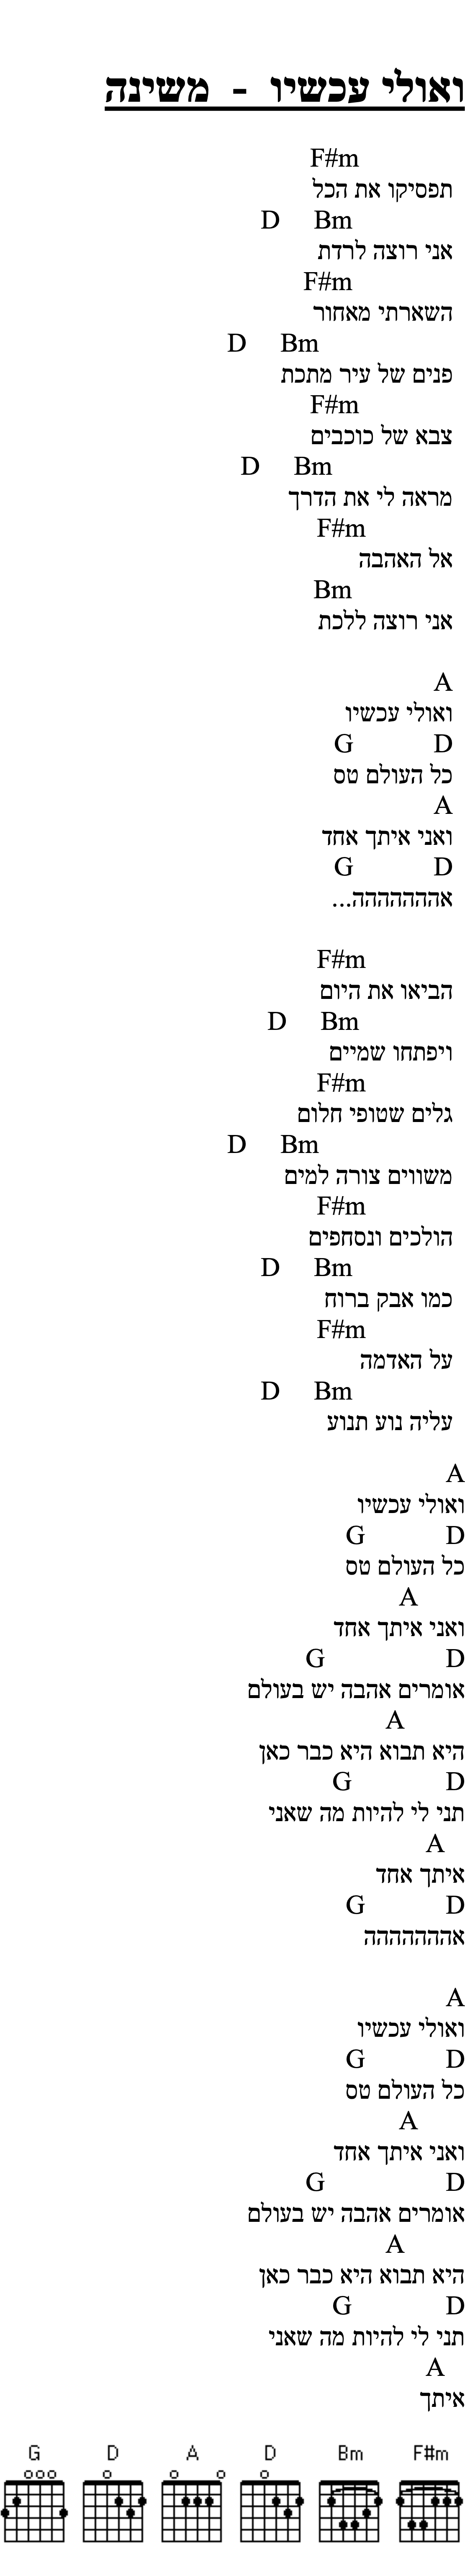 ואולי עכשיו - משינה
F#m
תפסיקו את הכל
D Bm
אני רוצה לרדת
F#m
השארתי מאחור
D Bm
פנים של עיר מתכת
F#m
צבא של כוכבים
D Bm
מראה לי את הדרך
F#m
אל האהבה
Bm
אני רוצה ללכת
A
ואולי עכשיו
G D
כל העולם טס
A
ואני איתך אחד
G D
אההההההה...
F#m
הביאו את היום
D Bm
ויפתחו שמיים
F#m
גלים שטופי חלום
D Bm
משווים צורה למים
F#m
הולכים ונסחפים
D Bm
כמו אבק ברוח
F#m
על האדמה
D Bm
עליה נוע תנוע
A
ואולי עכשיו
G D
כל העולם טס
A
ואני איתך אחד
G D
אומרים אהבה יש בעולם
A
היא תבוא היא כבר כאן
G D
תני לי להיות מה שאני
A
איתך אחד
G D
אההההההה
A
ואולי עכשיו
G D
כל העולם טס
A
ואני איתך אחד
G D
אומרים אהבה יש בעולם
A
היא תבוא היא כבר כאן
G D
תני לי להיות מה שאני
A
איתך
G D A D Bm F#m